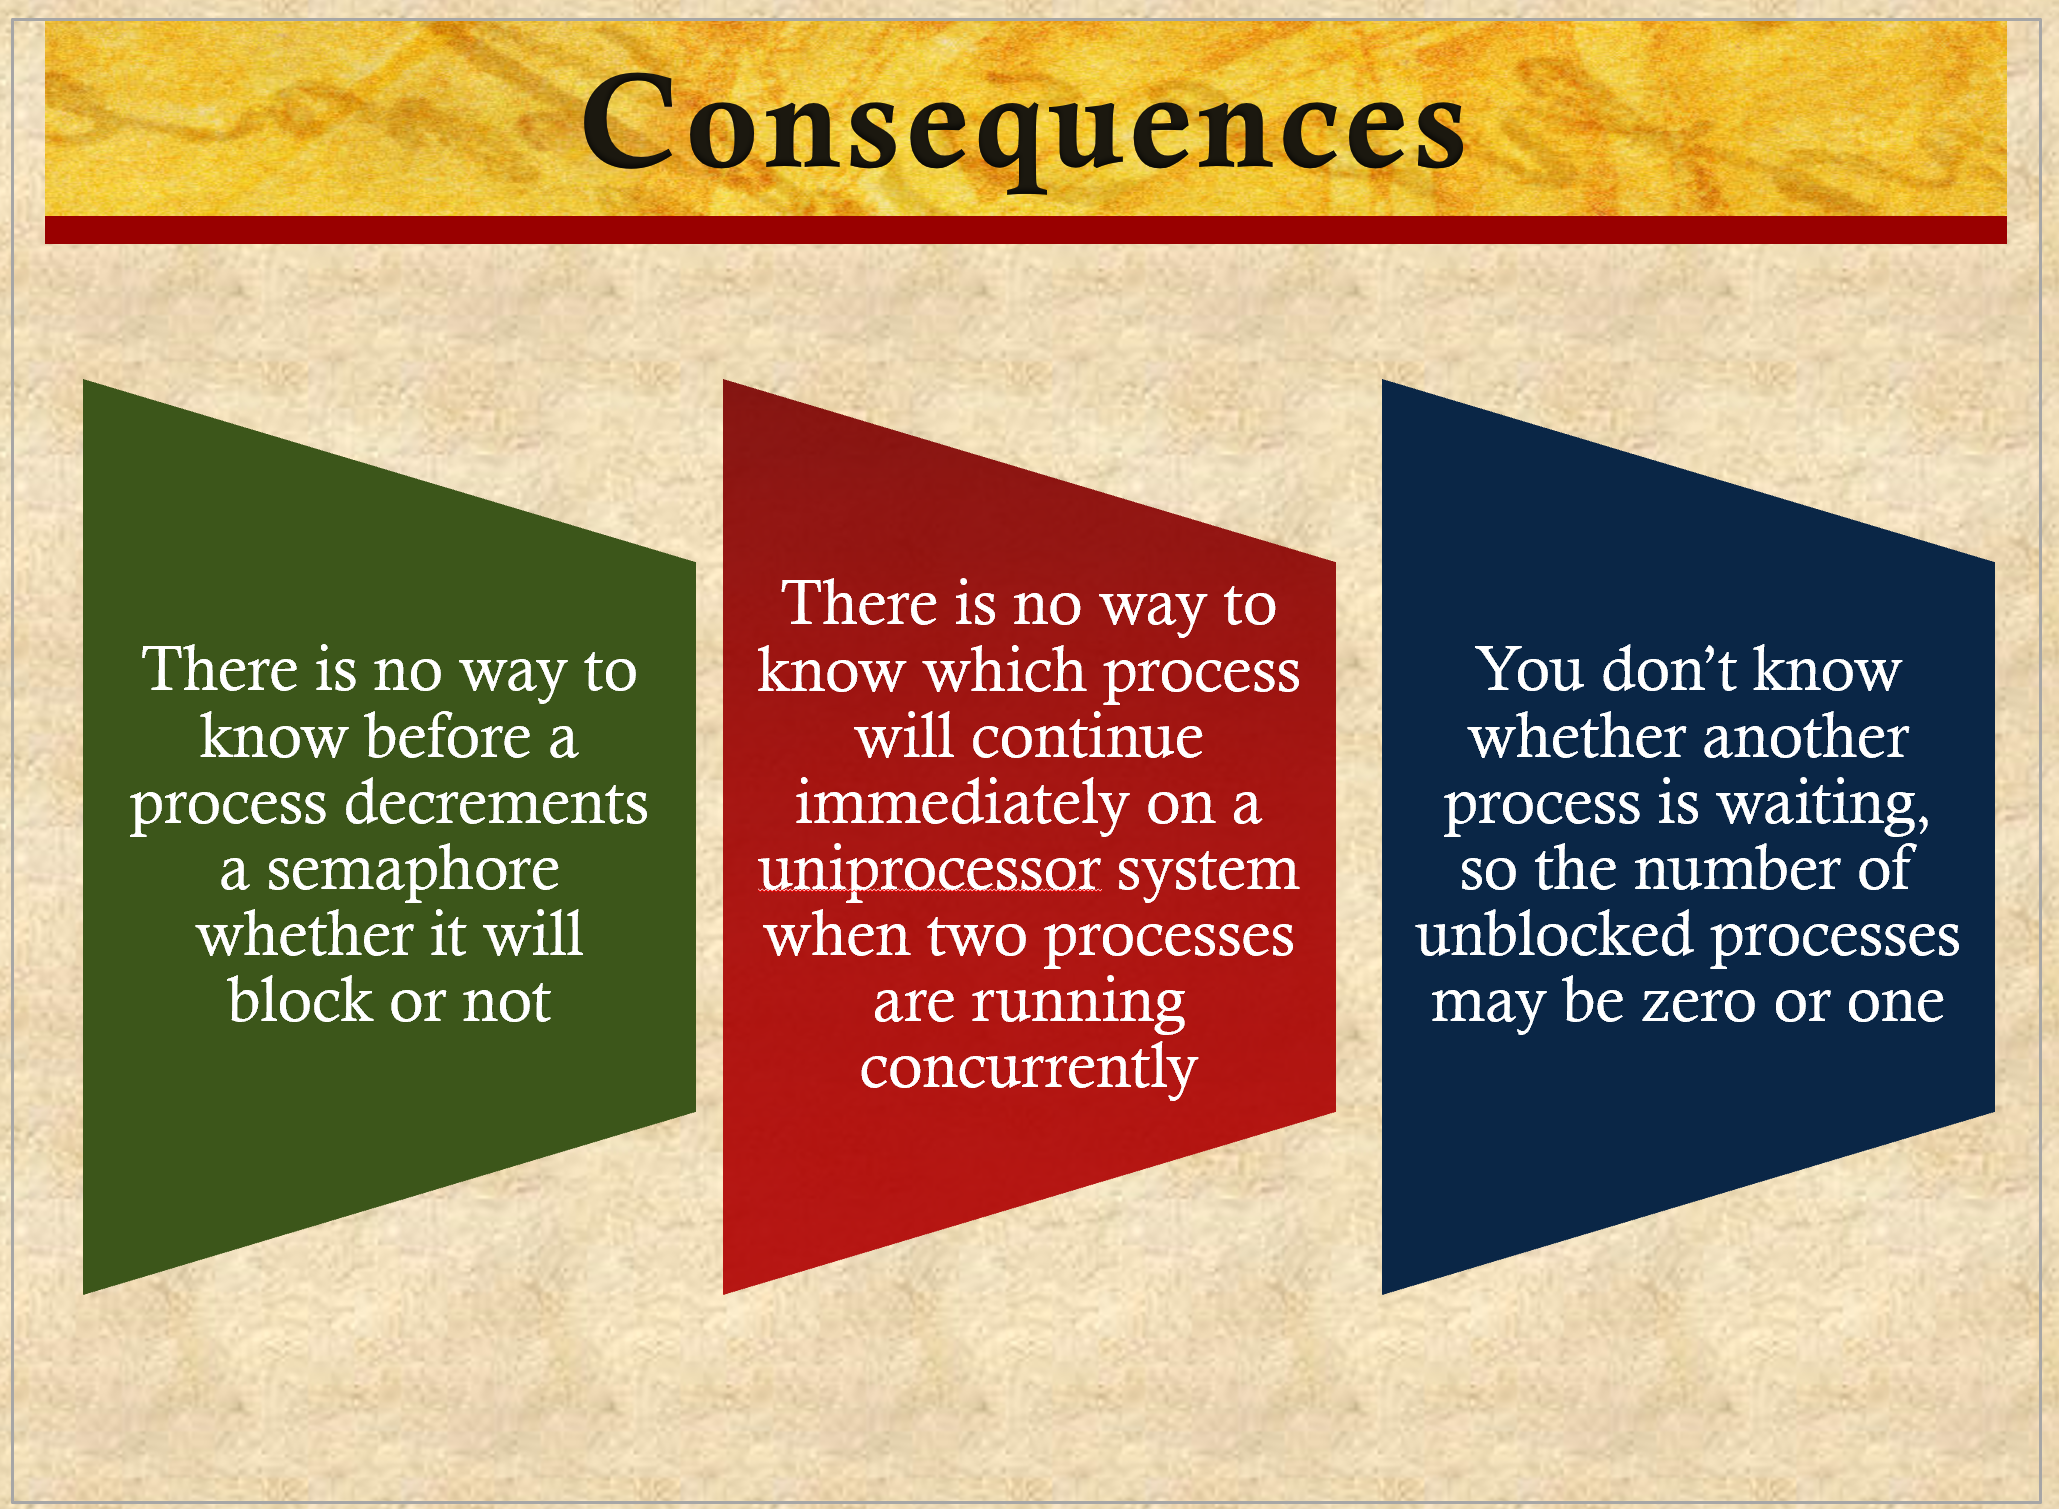 Consequences
There is no way to
know before a
process decrements
a semaphore
whether it will
block or not
There is no way to
know which process
will continue
immediately on a
uniprocessor system
when two processes
are running
concurrently
You don’t know
whether another
process is waiting,
so the number of
unblocked processes
may be zero or one